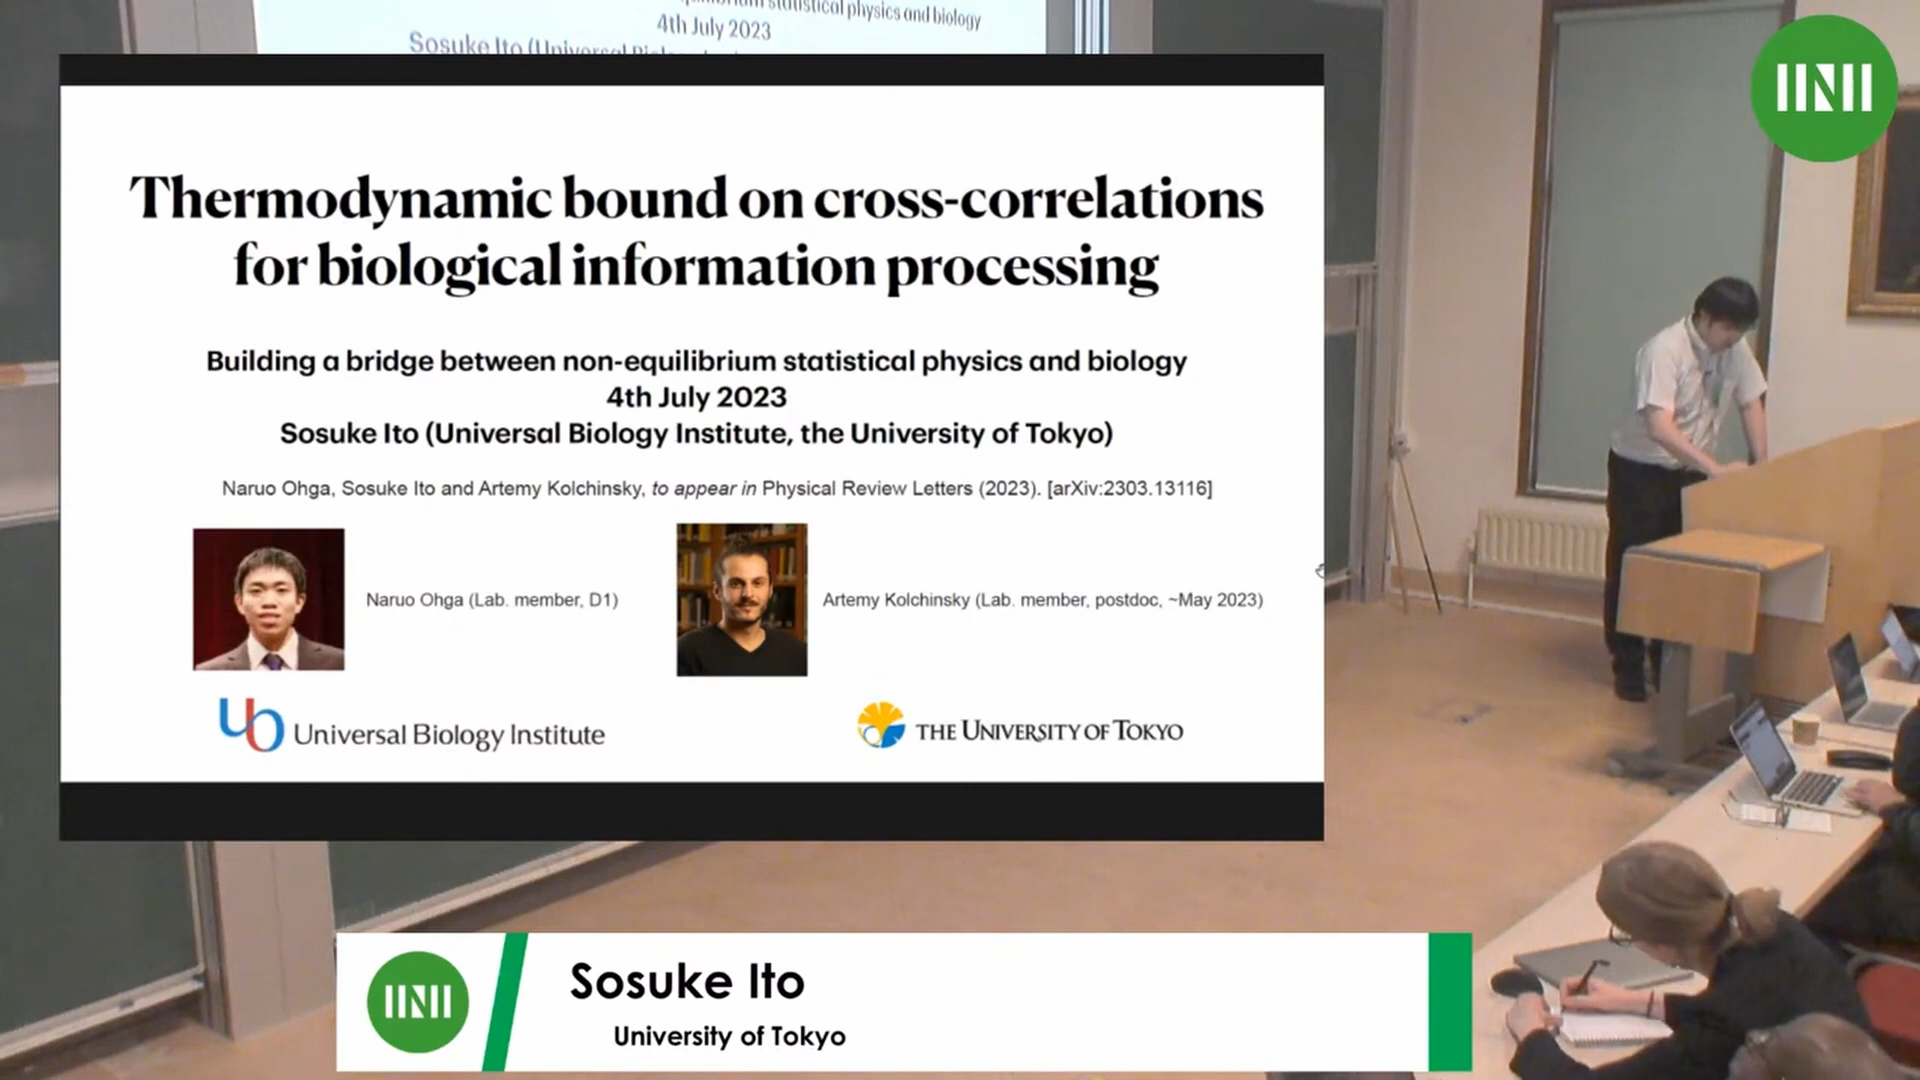 statistical physics and biology
4th July 2023
Sosuke Ito (Universal
Thermodynamic bound on cross-correlations
for biological information processing
Building a bridge between non-equilibrium statistical physics and biology
4th July 2023
Sosuke Ito (Universal Biology Institute, the University of Tokyo)
Naruo Ohga, Sosuke Ito and Artemy Kolchinsky, to appear in Physical Review Letters (2023). [arXiv:2303.13116]
Naruo Ohga (Lab. member, D1)
Artemy Kolchinsky (Lab. member, postdoc, ~May 2023)
Universal Biology Institute
THE UNIVERSITY OF TOKYO
Sosuke Ito
University of Tokyo